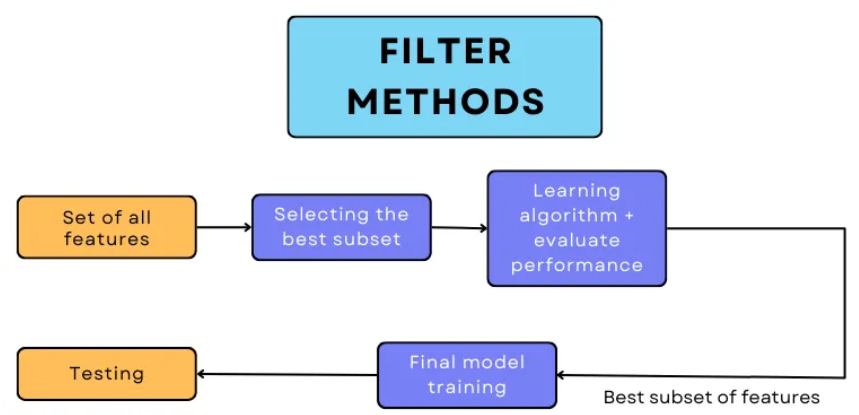 FILTER
METHODS
Set of all
features
Selecting the
best subset
Learning
algorithm +
evaluate
performance
Best subset of features
Final model
training
Testing